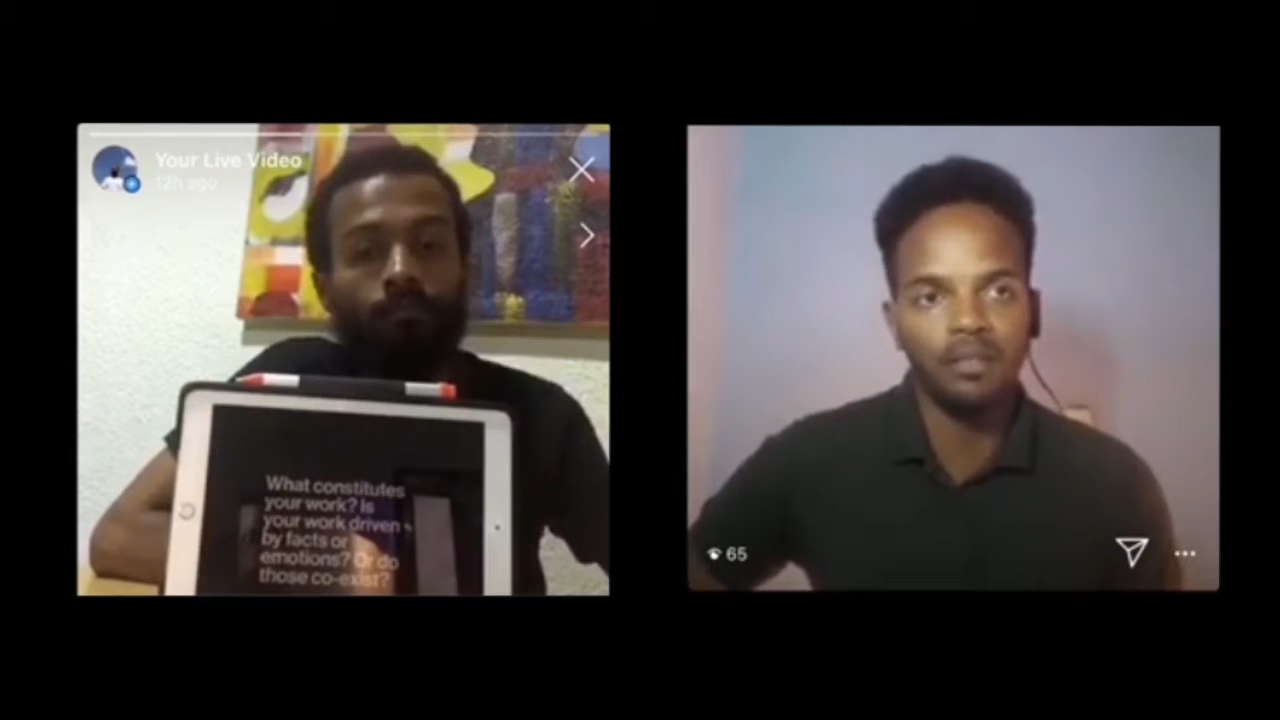 Your Live Video
12h ago
What constitutes
your work? Is
your work driven
by facts or
emotions? Or do
those co-exist?
65